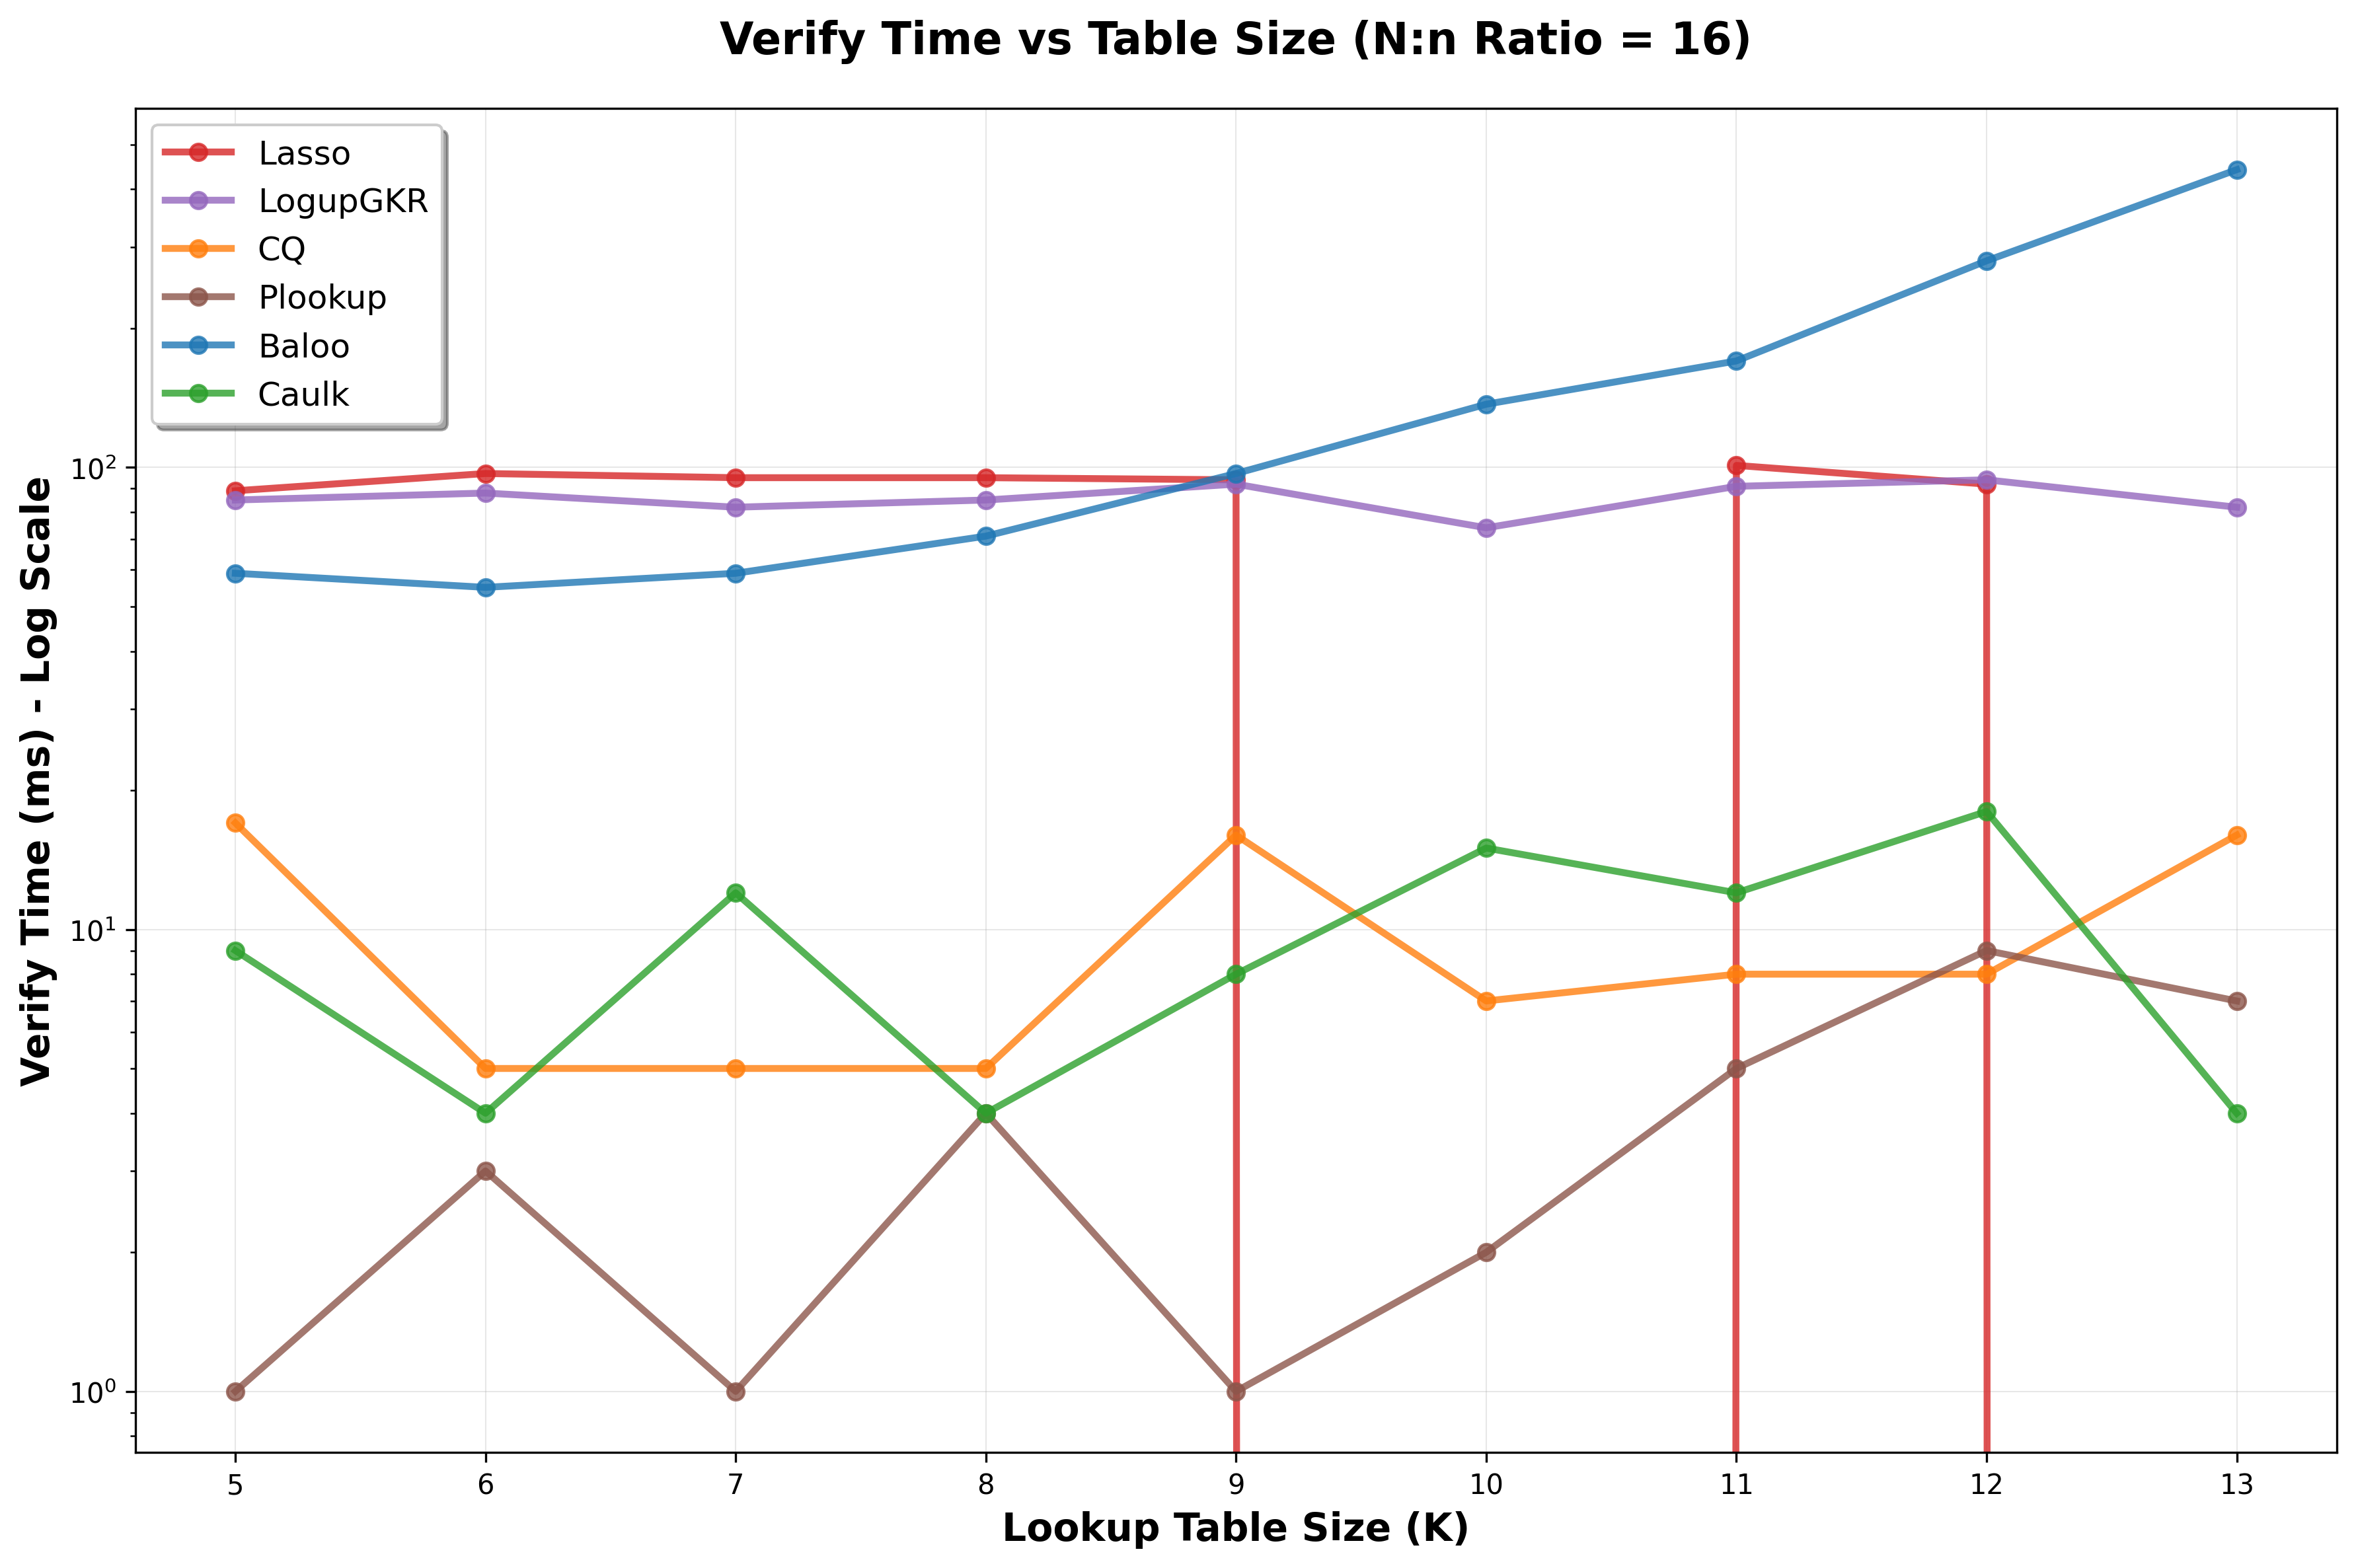 Verify Time vs Table Size (N:n Ratio = 16)
Lasso
LogupGKR
CQ
Plookup
Baloo
Caulk
Verify Time (ms) - Log Scale
10²
10¹
10⁰
5 6 7 8 9 10 11 12 13
Lookup Table Size (K)